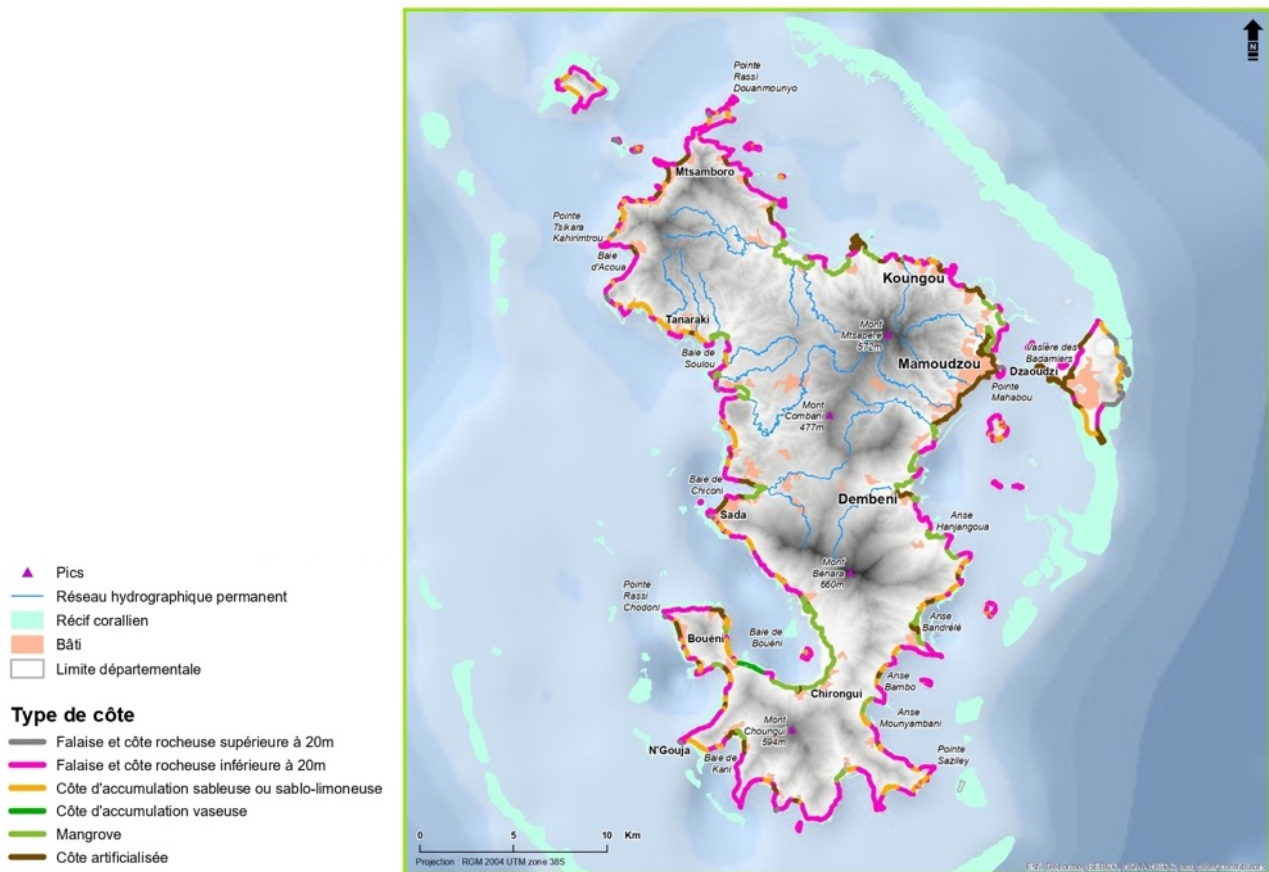 Pics
Réseau hydrographique permanent
Récif corallien
Bâti
Limite départementale
Type de côte
Falaise et côte rocheuse supérieure à 20m
Falaise et côte rocheuse inférieure à 20m
Côte d'accumulation sableuse ou sablo-limoneuse
Côte d'accumulation vaseuse
Mangrove
Côte artificialisée
N
Pointe
Rassi
Douanmounyo
Mtsamboro
Pointe
Tsikara
Kahirimtrou
Baie
d'Acoua
Koungou
Tanaraki
Mont
Mtsapéré
572m
Baie de
Soulou
Mamoudzou
Vasière des
Badamiers
Dzaoudzi
Pointe
Mahabou
Mont
Combani
477m
Baie de
Chiconi
Sada
Dembeni
Anse
Hanjangoua
Mont
Bénara
660m
Pointe
Rassi
Chodoni
Bouéni
Baie de
Bouéni
Anse
Bandrélé
Chirongui
Anse
Bambo
Anse
Mounyambani
Mont
Choungui
594m
N'Gouja
Baie de
Kani
Pointe
Saziley
0 5 10 Km
Projection : RGM 2004 UTM zone 38S